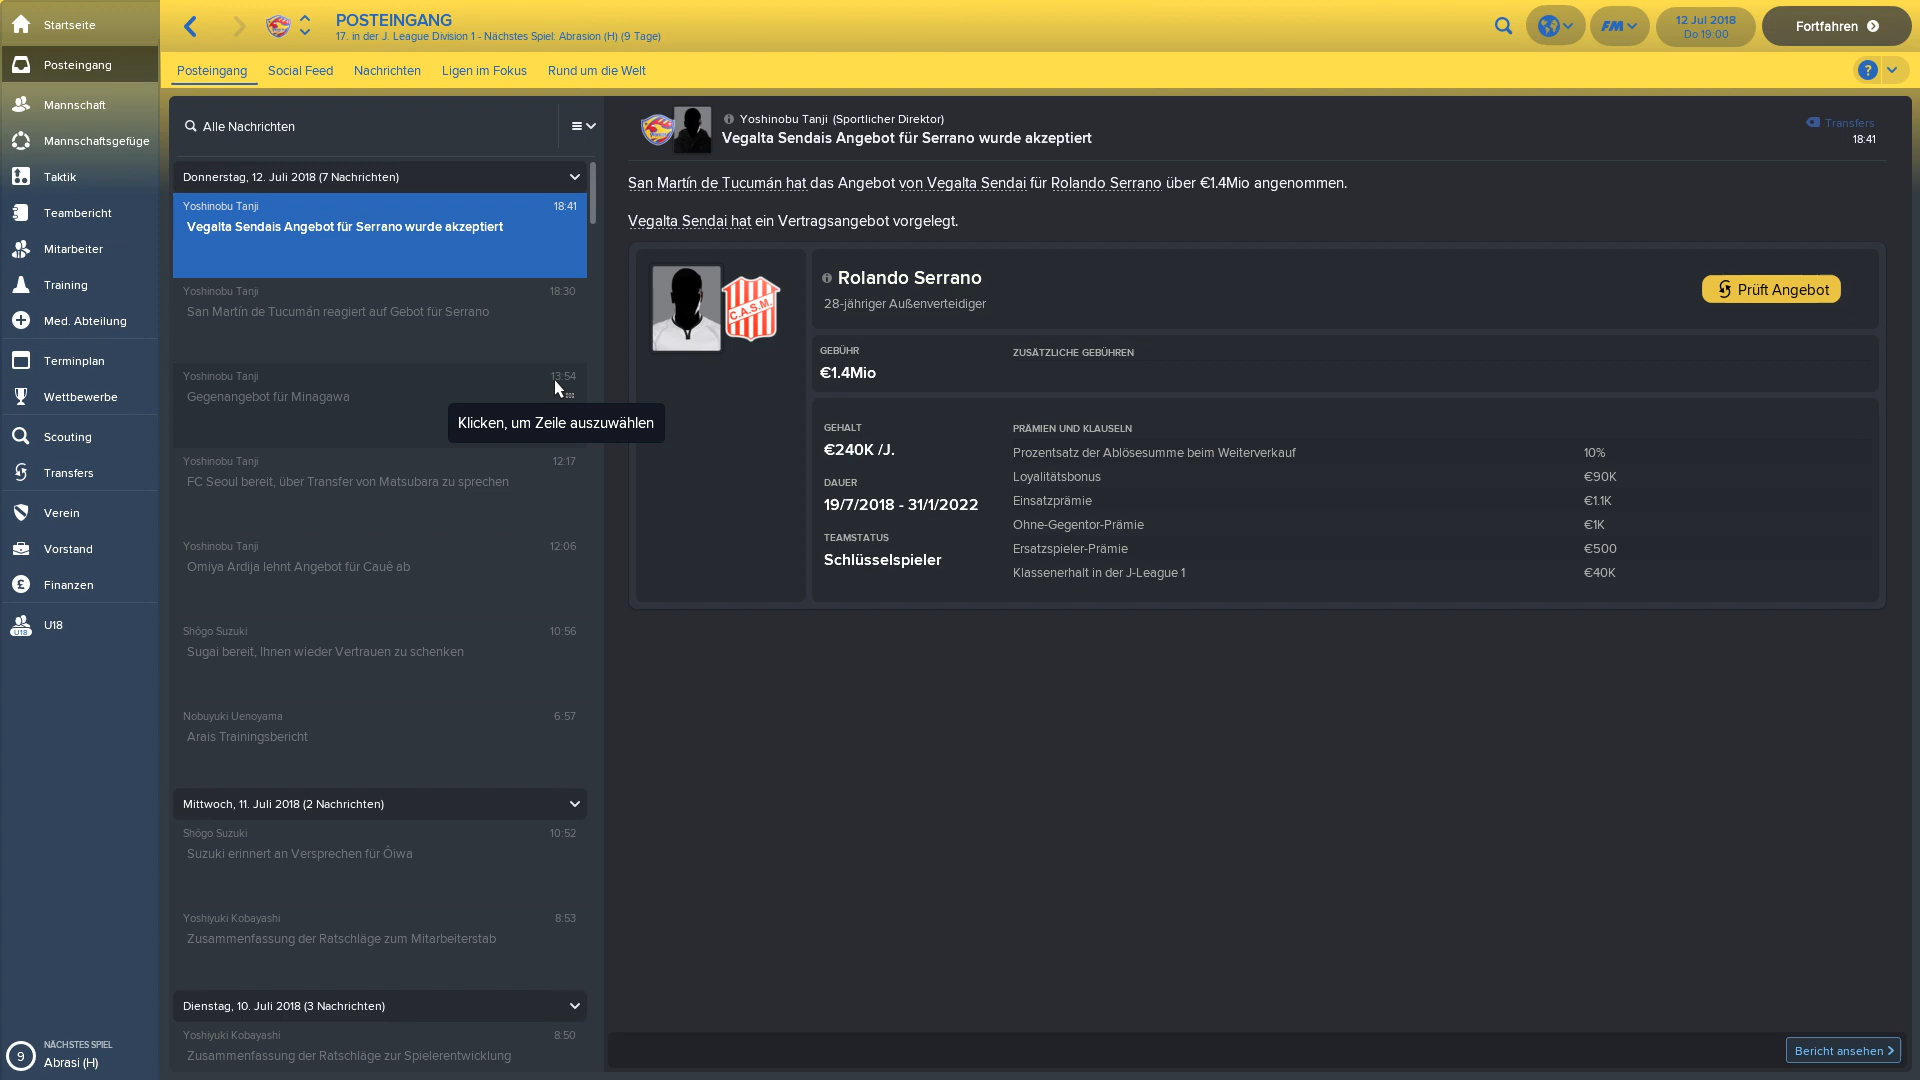 Startseite
Posteingang
Mannschaft
Mannschaftsgefüge
Taktik
Teambericht
Mitarbeiter
Training
Med. Abteilung
Terminplan
Wettbewerbe
Scouting
Transfers
Verein
Vorstand
Finanzen
U18
U18
9
NÄCHSTES SPIEL
Abrasi (H)
POSTEINGANG
17. in der J. League Division 1 - Nächstes Spiel: Abrasion (H) (9 Tage)
FM
12 Jul 2018
Do 19:00
Fortfahren
Posteingang
Social Feed
Nachrichten
Ligen im Fokus
Rund um die Welt
?
Alle Nachrichten
Donnerstag, 12. Juli 2018 (7 Nachrichten)
Yoshinobu Tanji 18:41
Vegalta Sendais Angebot für Serrano wurde akzeptiert
Yoshinobu Tanji 18:30
San Martín de Tucumán reagiert auf Gebot für Serrano
Yoshinobu Tanji 13:54
Gegenangebot für Minagawa
Klicken, um Zeile auszuwählen
Yoshinobu Tanji 12:17
FC Seoul bereit, über Transfer von Matsubara zu sprechen
Yoshinobu Tanji 12:06
Omiya Ardija lehnt Angebot für Cauê ab
Shôgo Suzuki 10:56
Sugai bereit, Ihnen wieder Vertrauen zu schenken
Nobuyuki Uenoyama 6:57
Arais Trainingsbericht
Mittwoch, 11. Juli 2018 (2 Nachrichten)
Shôgo Suzuki 10:52
Suzuki erinnert an Versprechen für Ôiwa
Yoshiyuki Kobayashi 8:53
Zusammenfassung der Ratschläge zum Mitarbeiterstab
Dienstag, 10. Juli 2018 (3 Nachrichten)
Yoshiyuki Kobayashi 8:50
Zusammenfassung der Ratschläge zur Spielerentwicklung
Yoshinobu Tanji (Sportlicher Direktor)
Vegalta Sendais Angebot für Serrano wurde akzeptiert
Transfers
18:41
San Martín de Tucumán hat das Angebot von Vegalta Sendai für Rolando Serrano über €1.4Mio angenommen.
Vegalta Sendai hat ein Vertragsangebot vorgelegt.
C.A.S.M.
Rolando Serrano
28-jähriger Außenverteidiger
Prüft Angebot
GEBÜHR
€1.4Mio
ZUSÄTZLICHE GEBÜHREN
GEHALT
€240K /J.
DAUER
19/7/2018 - 31/1/2022
TEAMSTATUS
Schlüsselspieler
PRÄMIEN UND KLAUSELN
Prozentsatz der Ablösesumme beim Weiterverkauf 10%
Loyalitätsbonus €90K
Einsatzprämie €1.1K
Ohne-Gegentor-Prämie €1K
Ersatzspieler-Prämie €500
Klassenerhalt in der J-League 1 €40K
Bericht ansehen